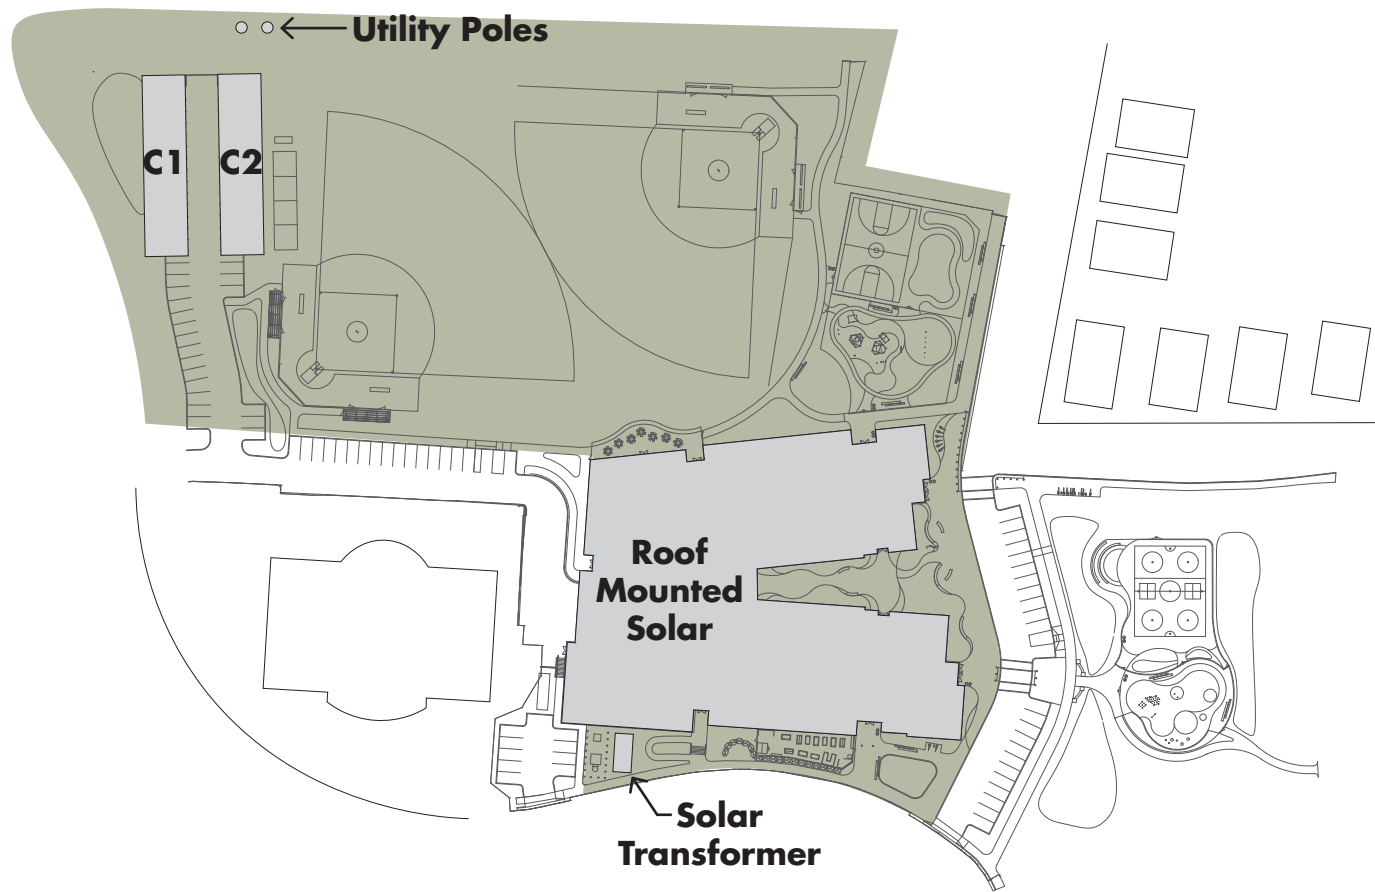 Utility Poles
C1
C2
Roof
Mounted
Solar
Solar
Transformer